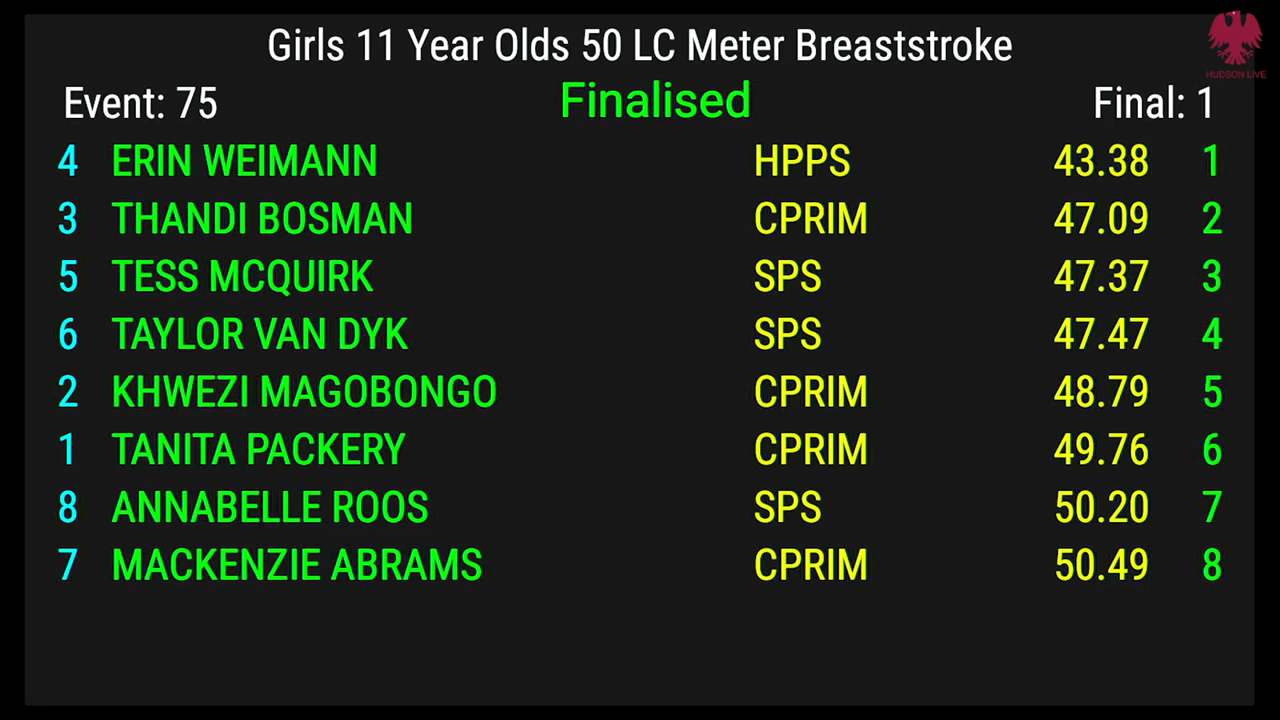 Girls 11 Year Olds 50 LC Meter Breaststroke
HUDSON LIVE
Event: 75 Finalised Final: 1
4 ERIN WEIMANN HPPS 43.38 1
3 THANDI BOSMAN CPRIM 47.09 2
5 TESS MCQUIRK SPS 47.37 3
6 TAYLOR VAN DYK SPS 47.47 4
2 KHWEZI MAGOBONGO CPRIM 48.79 5
1 TANITA PACKERY CPRIM 49.76 6
8 ANNABELLE ROOS SPS 50.20 7
7 MACKENZIE ABRAMS CPRIM 50.49 8